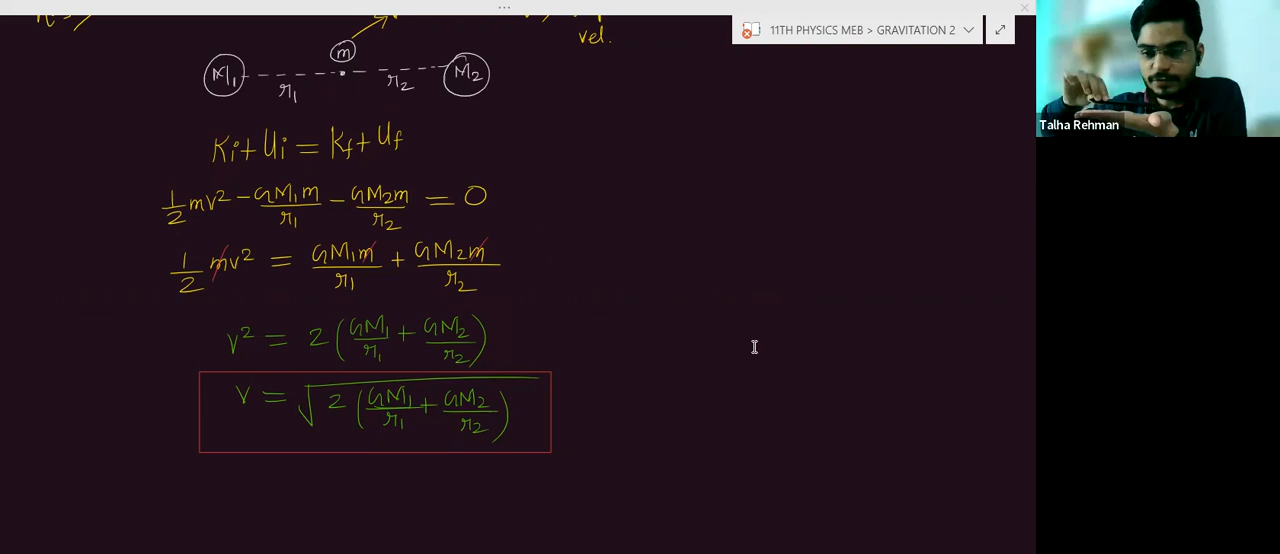 11TH PHYSICS MEB > GRAVITATION 2
vel.
m
M₁ r₁ r₂ M₂
Ki + Ui = Kf + Uf
1/2 mv² - GM₁m/r₁ - GM₂m/r₂ = 0
1/2 mv² = GM₁m/r₁ + GM₂m/r₂
v² = 2 (GM₁/r₁ + GM₂/r₂)
v = √2 (GM₁/r₁ + GM₂/r₂)
Talha Rehman